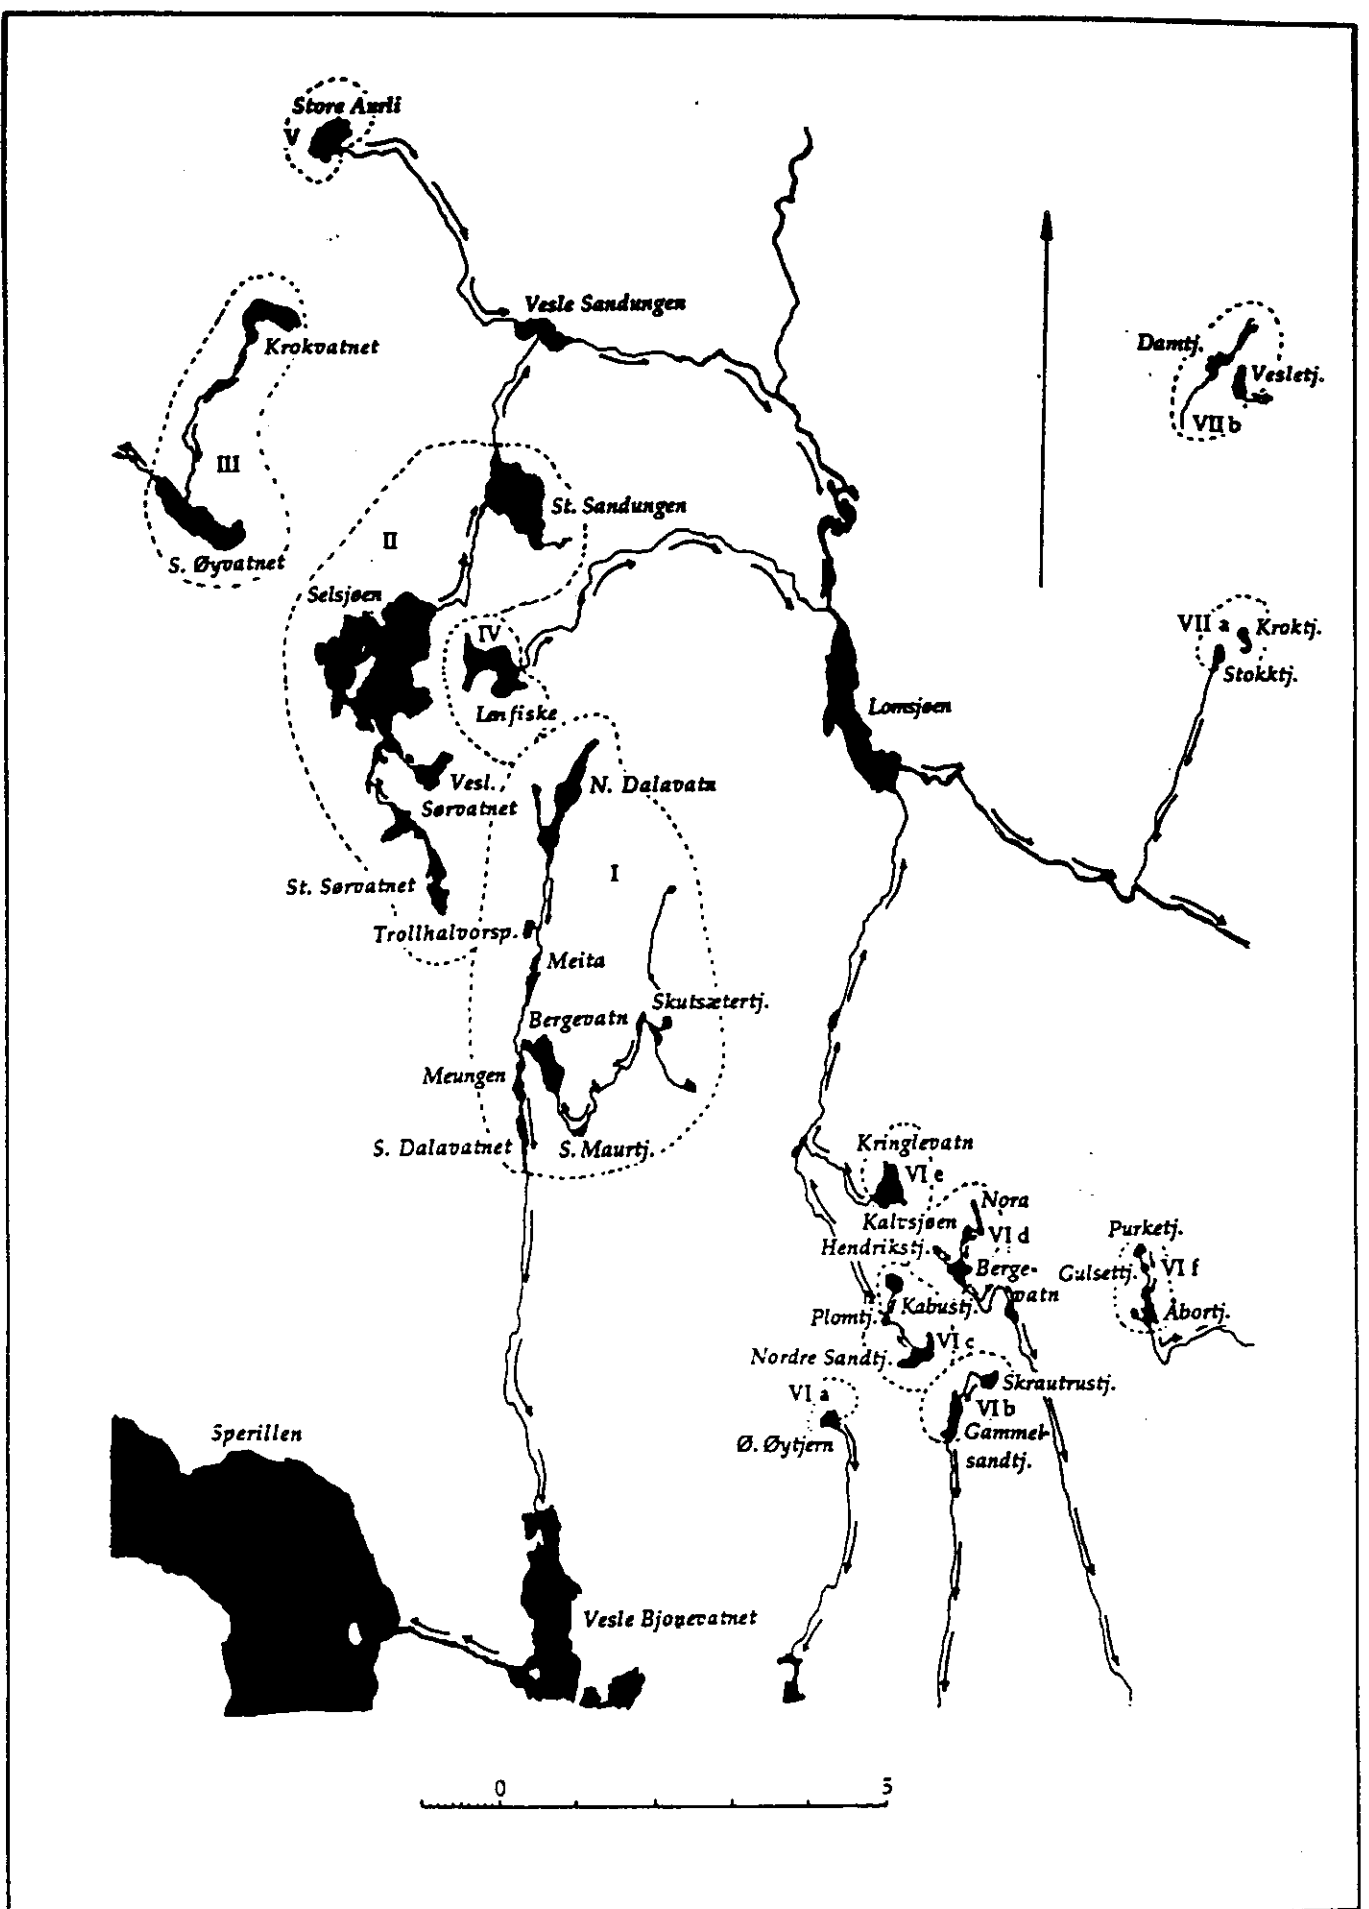 Store Aurli
V
Vesle Sandungen
Krokvatnet
Damtj.
Vesletj.
VII b
III
St. Sandungen
II
S. Øyvatnet
Selsjøen
IV
VII a
Kroktj.
Stokktj.
Lenfiske
Lomsjøen
Vesl.
Sørvatnet
N. Dalavatn
I
St. Sørvatnet
Trollhalvorsp.
Meita
Skutsætertj.
Bergevatn
Meungen
S. Dalavatnet
S. Maurtj.
Kringlevatn
VI e
Nora
Kalvsjøen
VI d
Hendrikstj.
Purketj.
Berge-
vatn
Gulsettj.
VI f
Kabustj.
Plomtj.
Åbortj.
VI c
Nordre Sandtj.
Skrautrustj.
VI a
VI b
Ø. Øytjern
Gammel-
sandtj.
Sperillen
Vesle Bjonevatnet
0 5